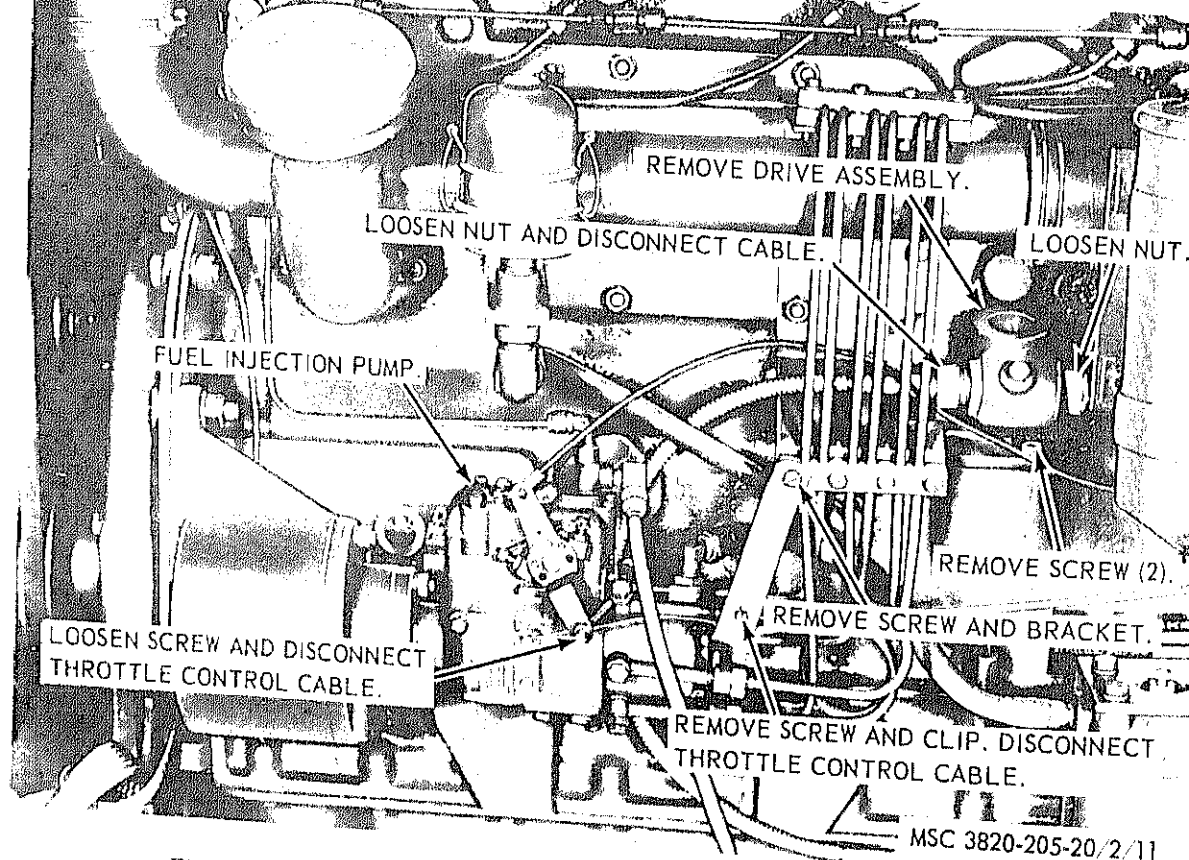 REMOVE DRIVE ASSEMBLY.
LOOSEN NUT AND DISCONNECT CABLE.
LOOSEN NUT.
FUEL INJECTION PUMP.
REMOVE SCREW (2).
REMOVE SCREW AND BRACKET.
LOOSEN SCREW AND DISCONNECT
THROTTLE CONTROL CABLE.
REMOVE SCREW AND CLIP. DISCONNECT
THROTTLE CONTROL CABLE.
MSC 3820-205-20/2/11